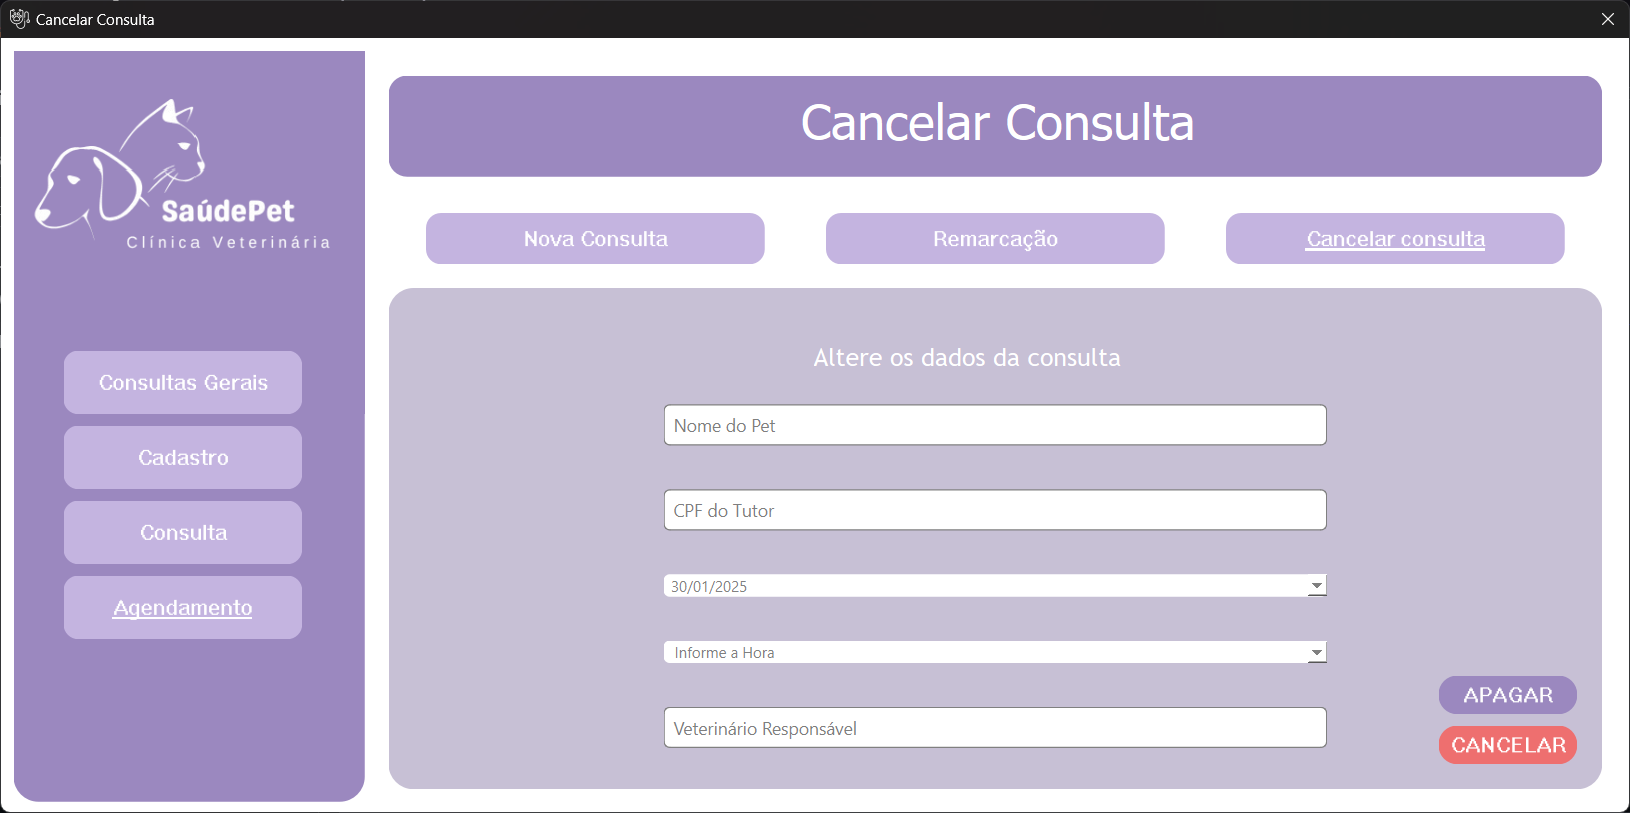 Cancelar Consulta
SaúdePet
Clínica Veterinária
Consultas Gerais
Cadastro
Consulta
Agendamento
Cancelar Consulta
Nova Consulta
Remarcação
Cancelar consulta
Altere os dados da consulta
Nome do Pet
CPF do Tutor
30/01/2025
Informe a Hora
Veterinário Responsável
APAGAR
CANCELAR